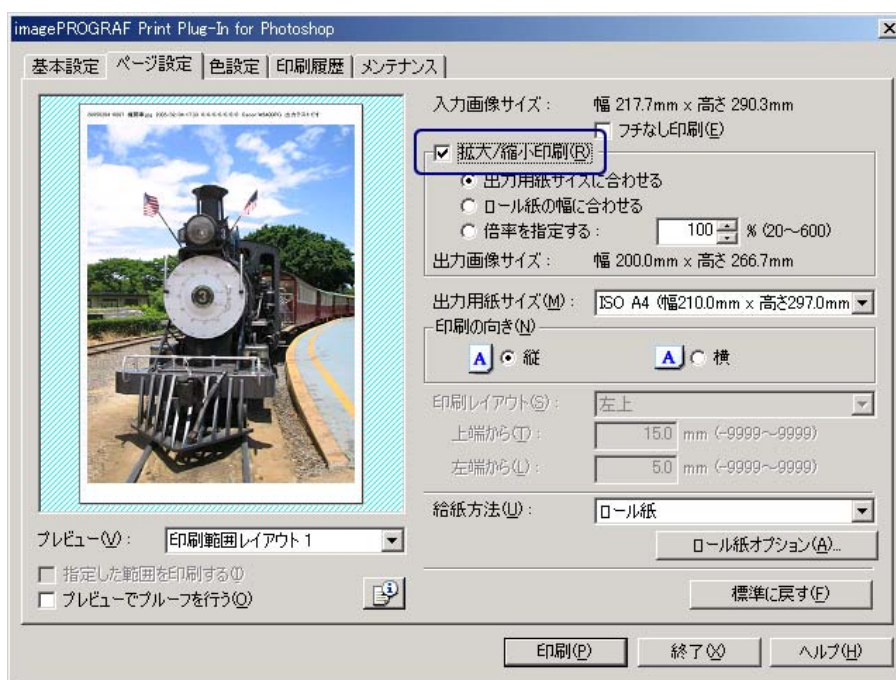 imagePROGRAF Print Plug-In for Photoshop
基本設定 ページ設定 色設定 印刷履歴 メンテナンス
入力画像サイズ： 幅 217.7mm x 高さ 290.3mm
フチなし印刷(E)
拡大/縮小印刷(R)
出力用紙サイズに合わせる
ロール紙の幅に合わせる
倍率を指定する： 100 % (20～600)
出力画像サイズ： 幅 200.0mm x 高さ 266.7mm
出力用紙サイズ(M)： ISO A4 (幅210.0mm x 高さ297.0mm
印刷の向き(N)
A 縦 A 横
印刷レイアウト(S)： 左上
上端から(T)： 15.0 mm (-9999～9999)
左端から(L)： 5.0 mm (-9999～9999)
給紙方法(U)： ロール紙
ロール紙オプション(A)...
標準に戻す(F)
3
プレビュー(V)： 印刷範囲レイアウト 1
指定した範囲を印刷する(I)
プレビューでプルーフを行う(O)
印刷(P) 終了(X) ヘルプ(H)